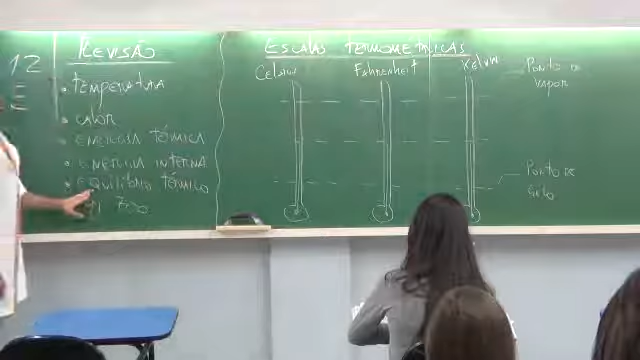 12
REVISÃO
• TEMPERATURA
• CALOR
• ENERGIA TÉRMICA
• ENERGIA INTERNA
• EQUILÍBRIO TÉRMICO
ESCALAS TERMOMÉTRICAS
Celsius Fahrenheit Kelvin
PONTO DE
VAPOR
PONTO DE
GELO